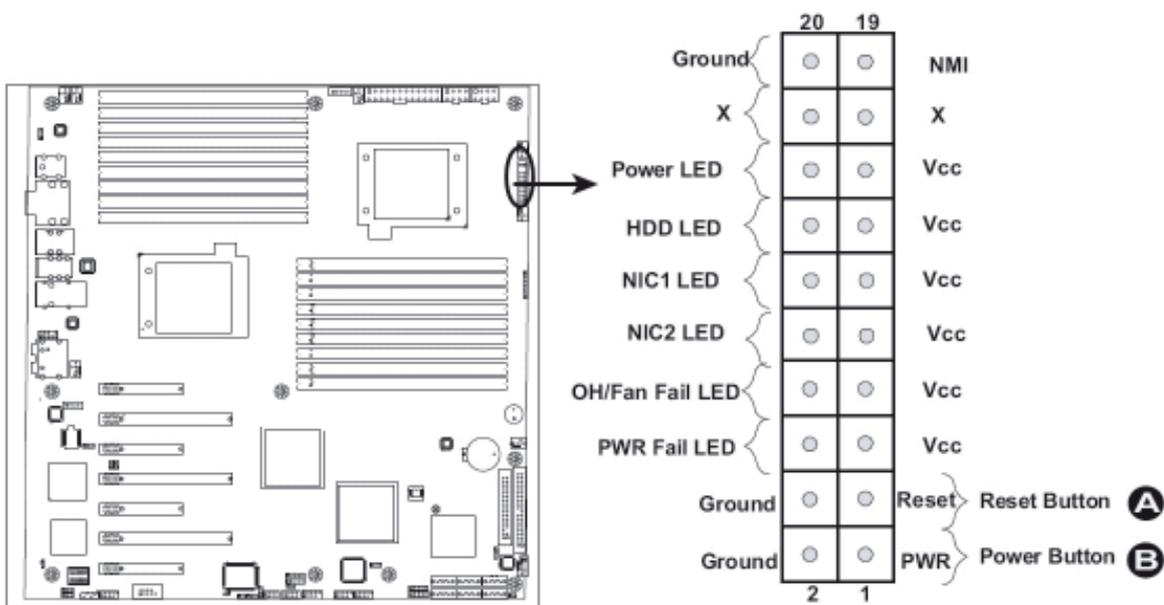 20 19
Ground NMI
X X
Power LED Vcc
HDD LED Vcc
NIC1 LED Vcc
NIC2 LED Vcc
OH/Fan Fail LED Vcc
PWR Fail LED Vcc
Ground Reset Reset Button A
Ground PWR Power Button B
2 1